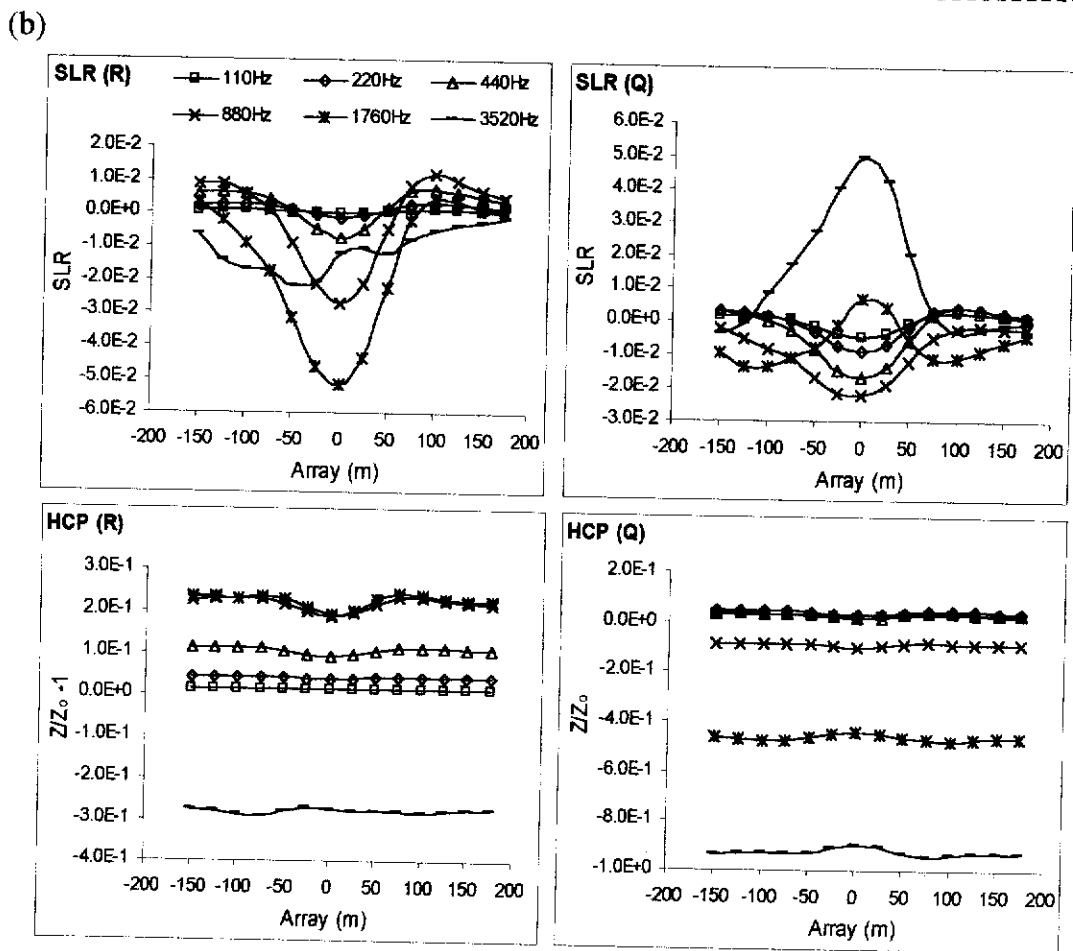 (b)
SLR (R)
110Hz 220Hz 440Hz
880Hz 1760Hz 3520Hz
2.0E-2
1.0E-2
0.0E+0
-1.0E-2
-2.0E-2
-3.0E-2
-4.0E-2
-5.0E-2
-6.0E-2
SLR
-200 -150 -100 -50 0 50 100 150 200
Array (m)
SLR (Q)
6.0E-2
5.0E-2
4.0E-2
3.0E-2
2.0E-2
1.0E-2
0.0E+0
-1.0E-2
-2.0E-2
-3.0E-2
SLR
-200 -150 -100 -50 0 50 100 150 200
Array (m)
HCP (R)
3.0E-1
2.0E-1
1.0E-1
0.0E+0
-1.0E-1
-2.0E-1
-3.0E-1
-4.0E-1
Z/Zₒ -1
-200 -150 -100 -50 0 50 100 150 200
Array (m)
HCP (Q)
2.0E-1
0.0E+0
-2.0E-1
-4.0E-1
-6.0E-1
-8.0E-1
-1.0E+0
Z/Zₒ
-200 -150 -100 -50 0 50 100 150 200
Array (m)